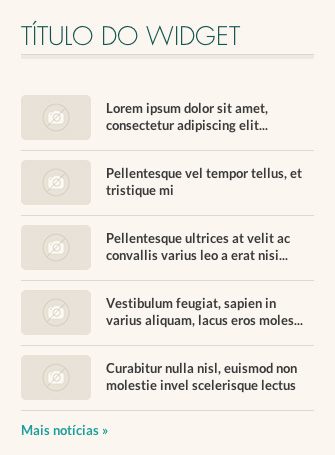 TÍTULO DO WIDGET
Lorem ipsum dolor sit amet,
consectetur adipiscing elit...
Pellentesque vel tempor tellus, et
tristique mi
Pellentesque ultrices at velit ac
convallis varius leo a erat nisi...
Vestibulum feugiat, sapien in
varius aliquam, lacus eros moles...
Curabitur nulla nisl, euismod non
molestie invel scelerisque lectus
Mais notícias »